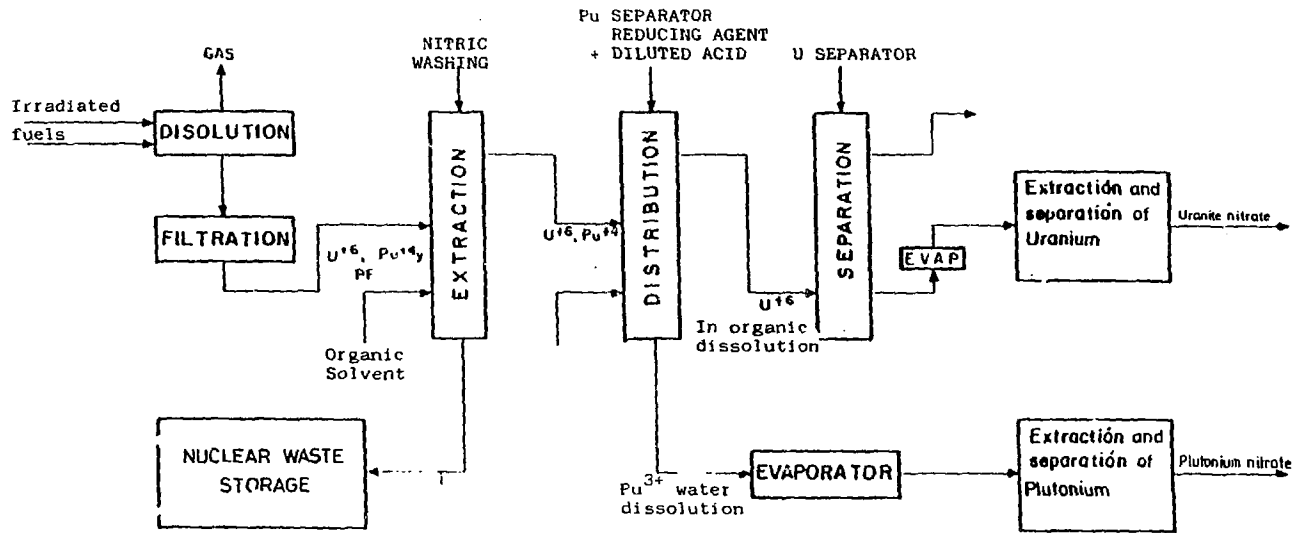 GAS
Irradiated
fuels
DISOLUTION
FILTRATION
U+6, Pu+4y
PF
Organic
Solvent
NITRIC
WASHING
EXTRACTION
NUCLEAR WASTE
STORAGE
U+6, Pu+4
Pu SEPARATOR
REDUCING AGENT
+ DILUTED ACID
DISTRIBUTION
U+6
In organic
dissolution
Pu3+ water
dissolution
U SEPARATOR
SEPARATION
EVAP
Extraction and
separation of
Uranium
Uranite nitrate
EVAPORATOR
Extraction and
separation of
Plutonium
Plutonium nitrate